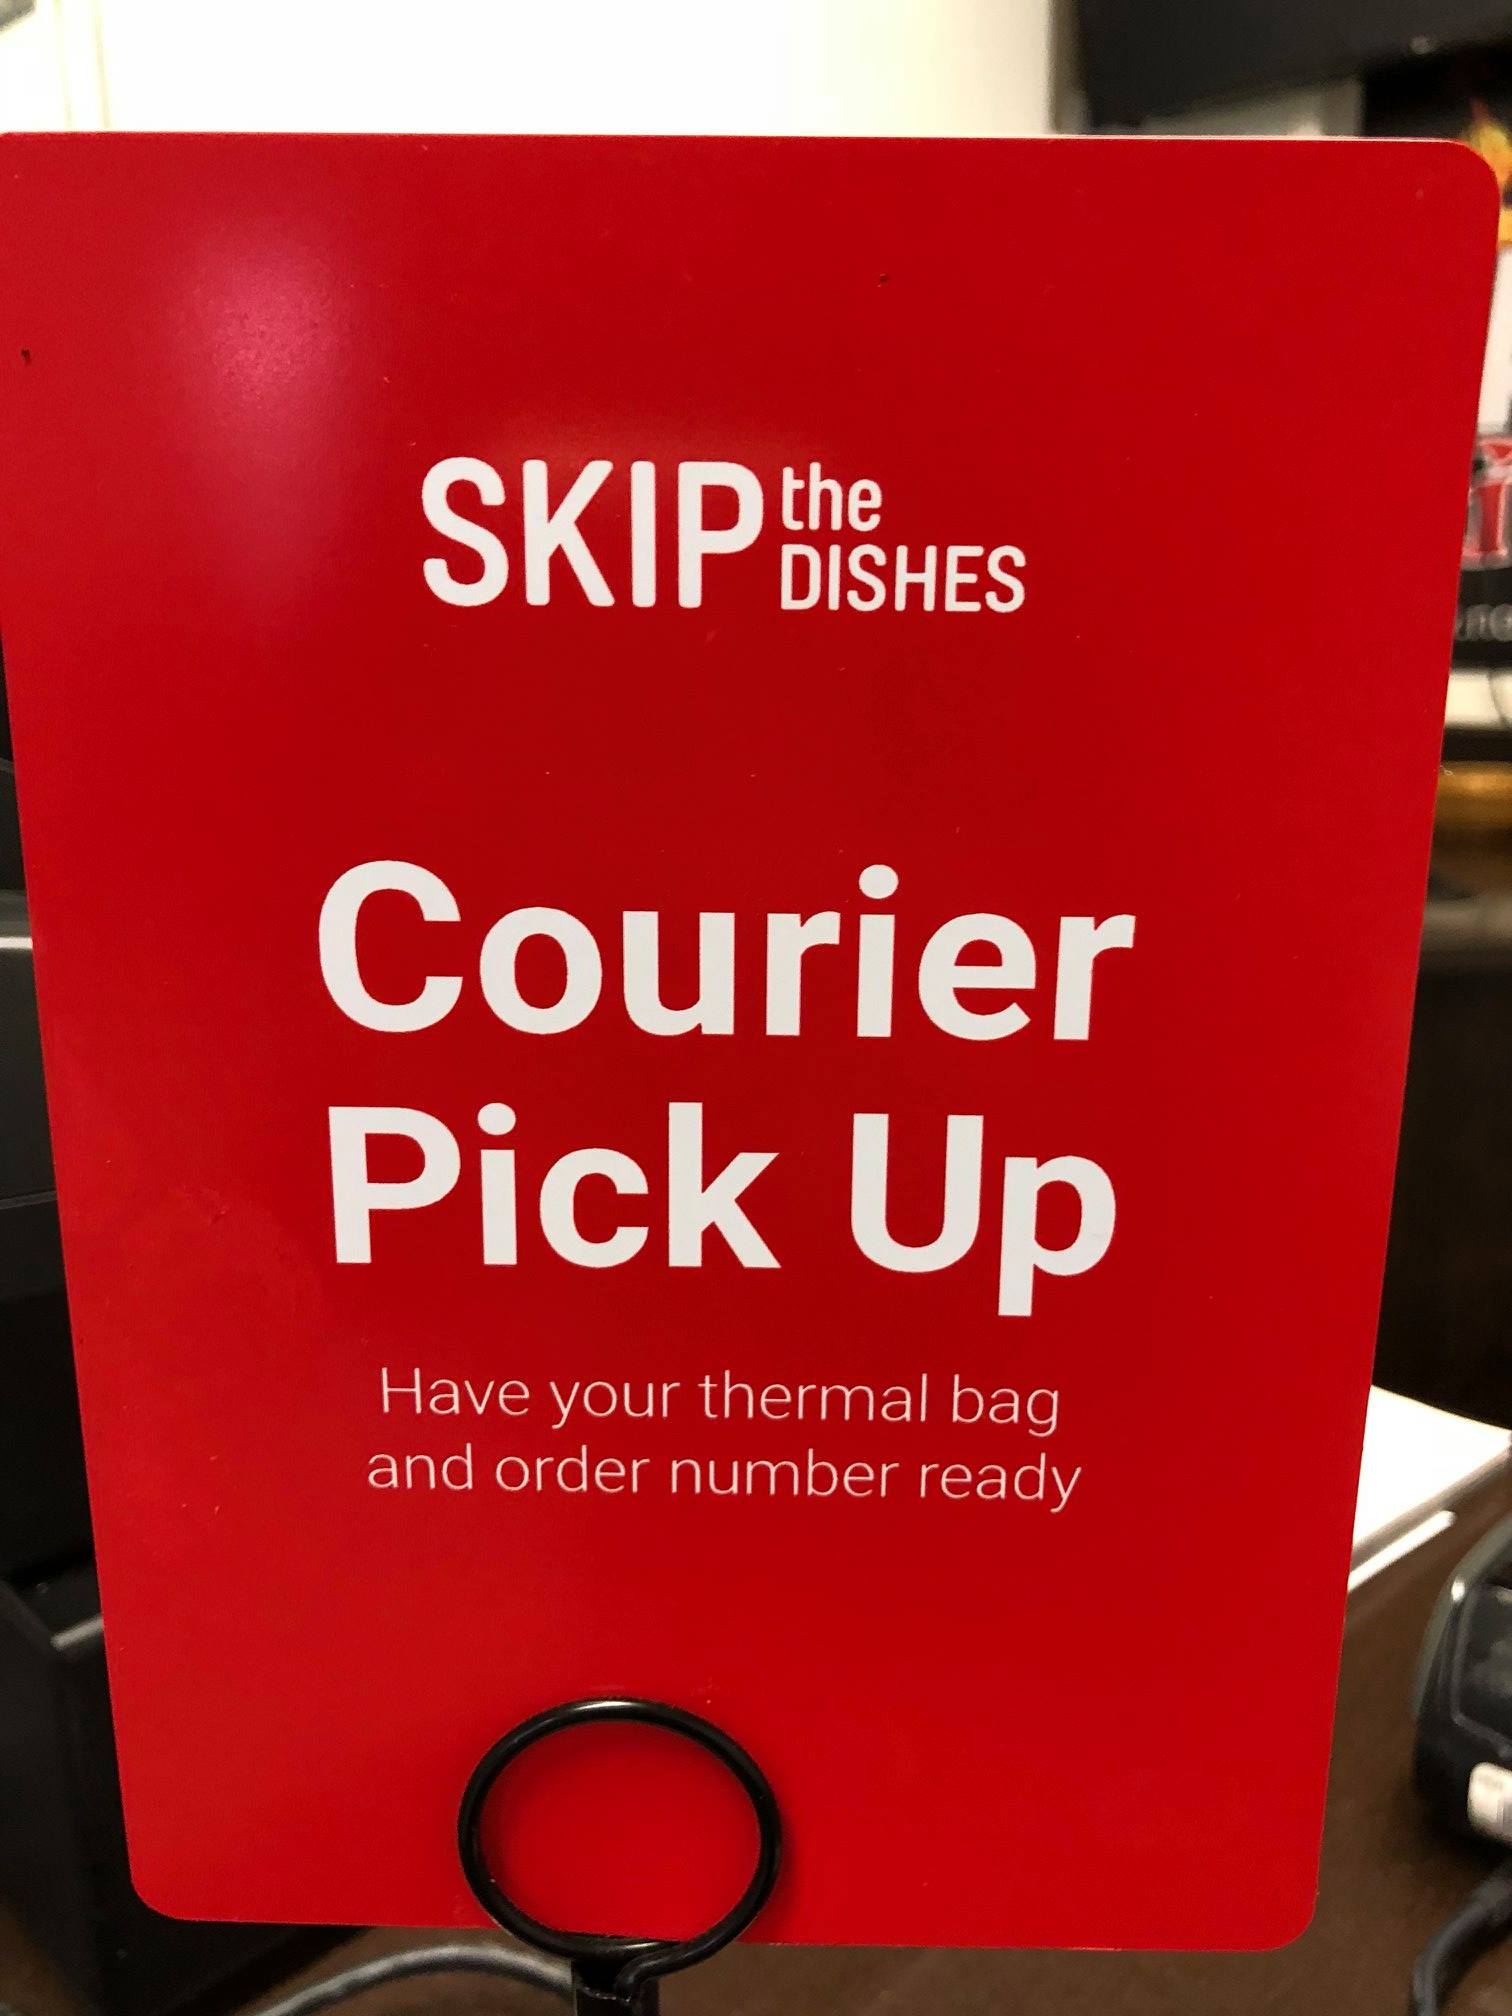 SKIP the
DISHES
Courier
Pick Up
Have your thermal bag
and order number ready